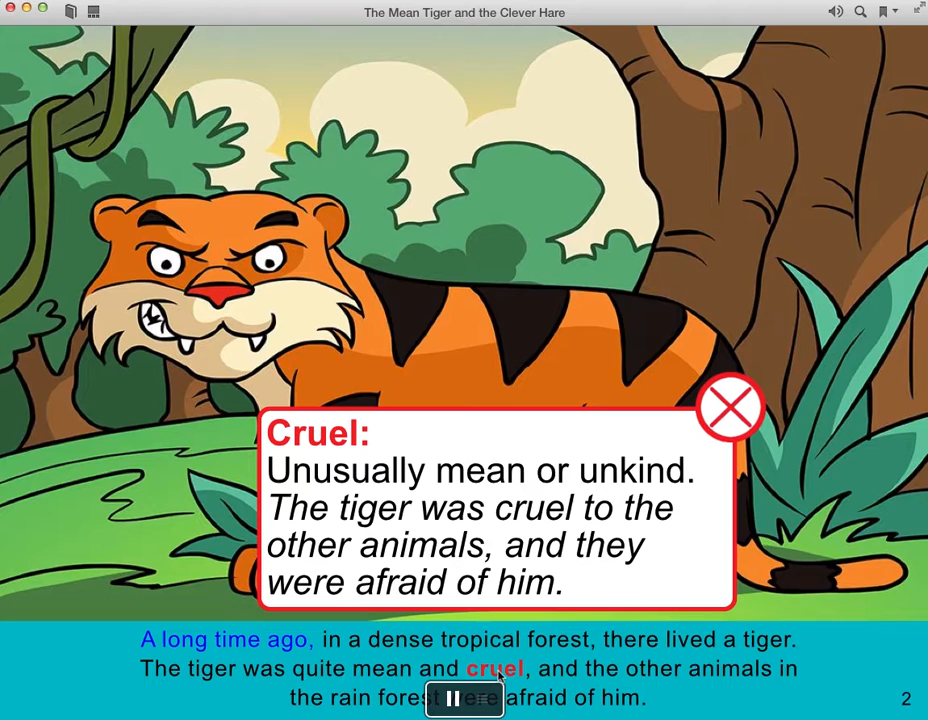 The Mean Tiger and the Clever Hare
Cruel:
Unusually mean or unkind.
The tiger was cruel to the
other animals, and they
were afraid of him.
A long time ago, in a dense tropical forest, there lived a tiger.
The tiger was quite mean and cruel, and the other animals in
the rain forest were afraid of him.
2